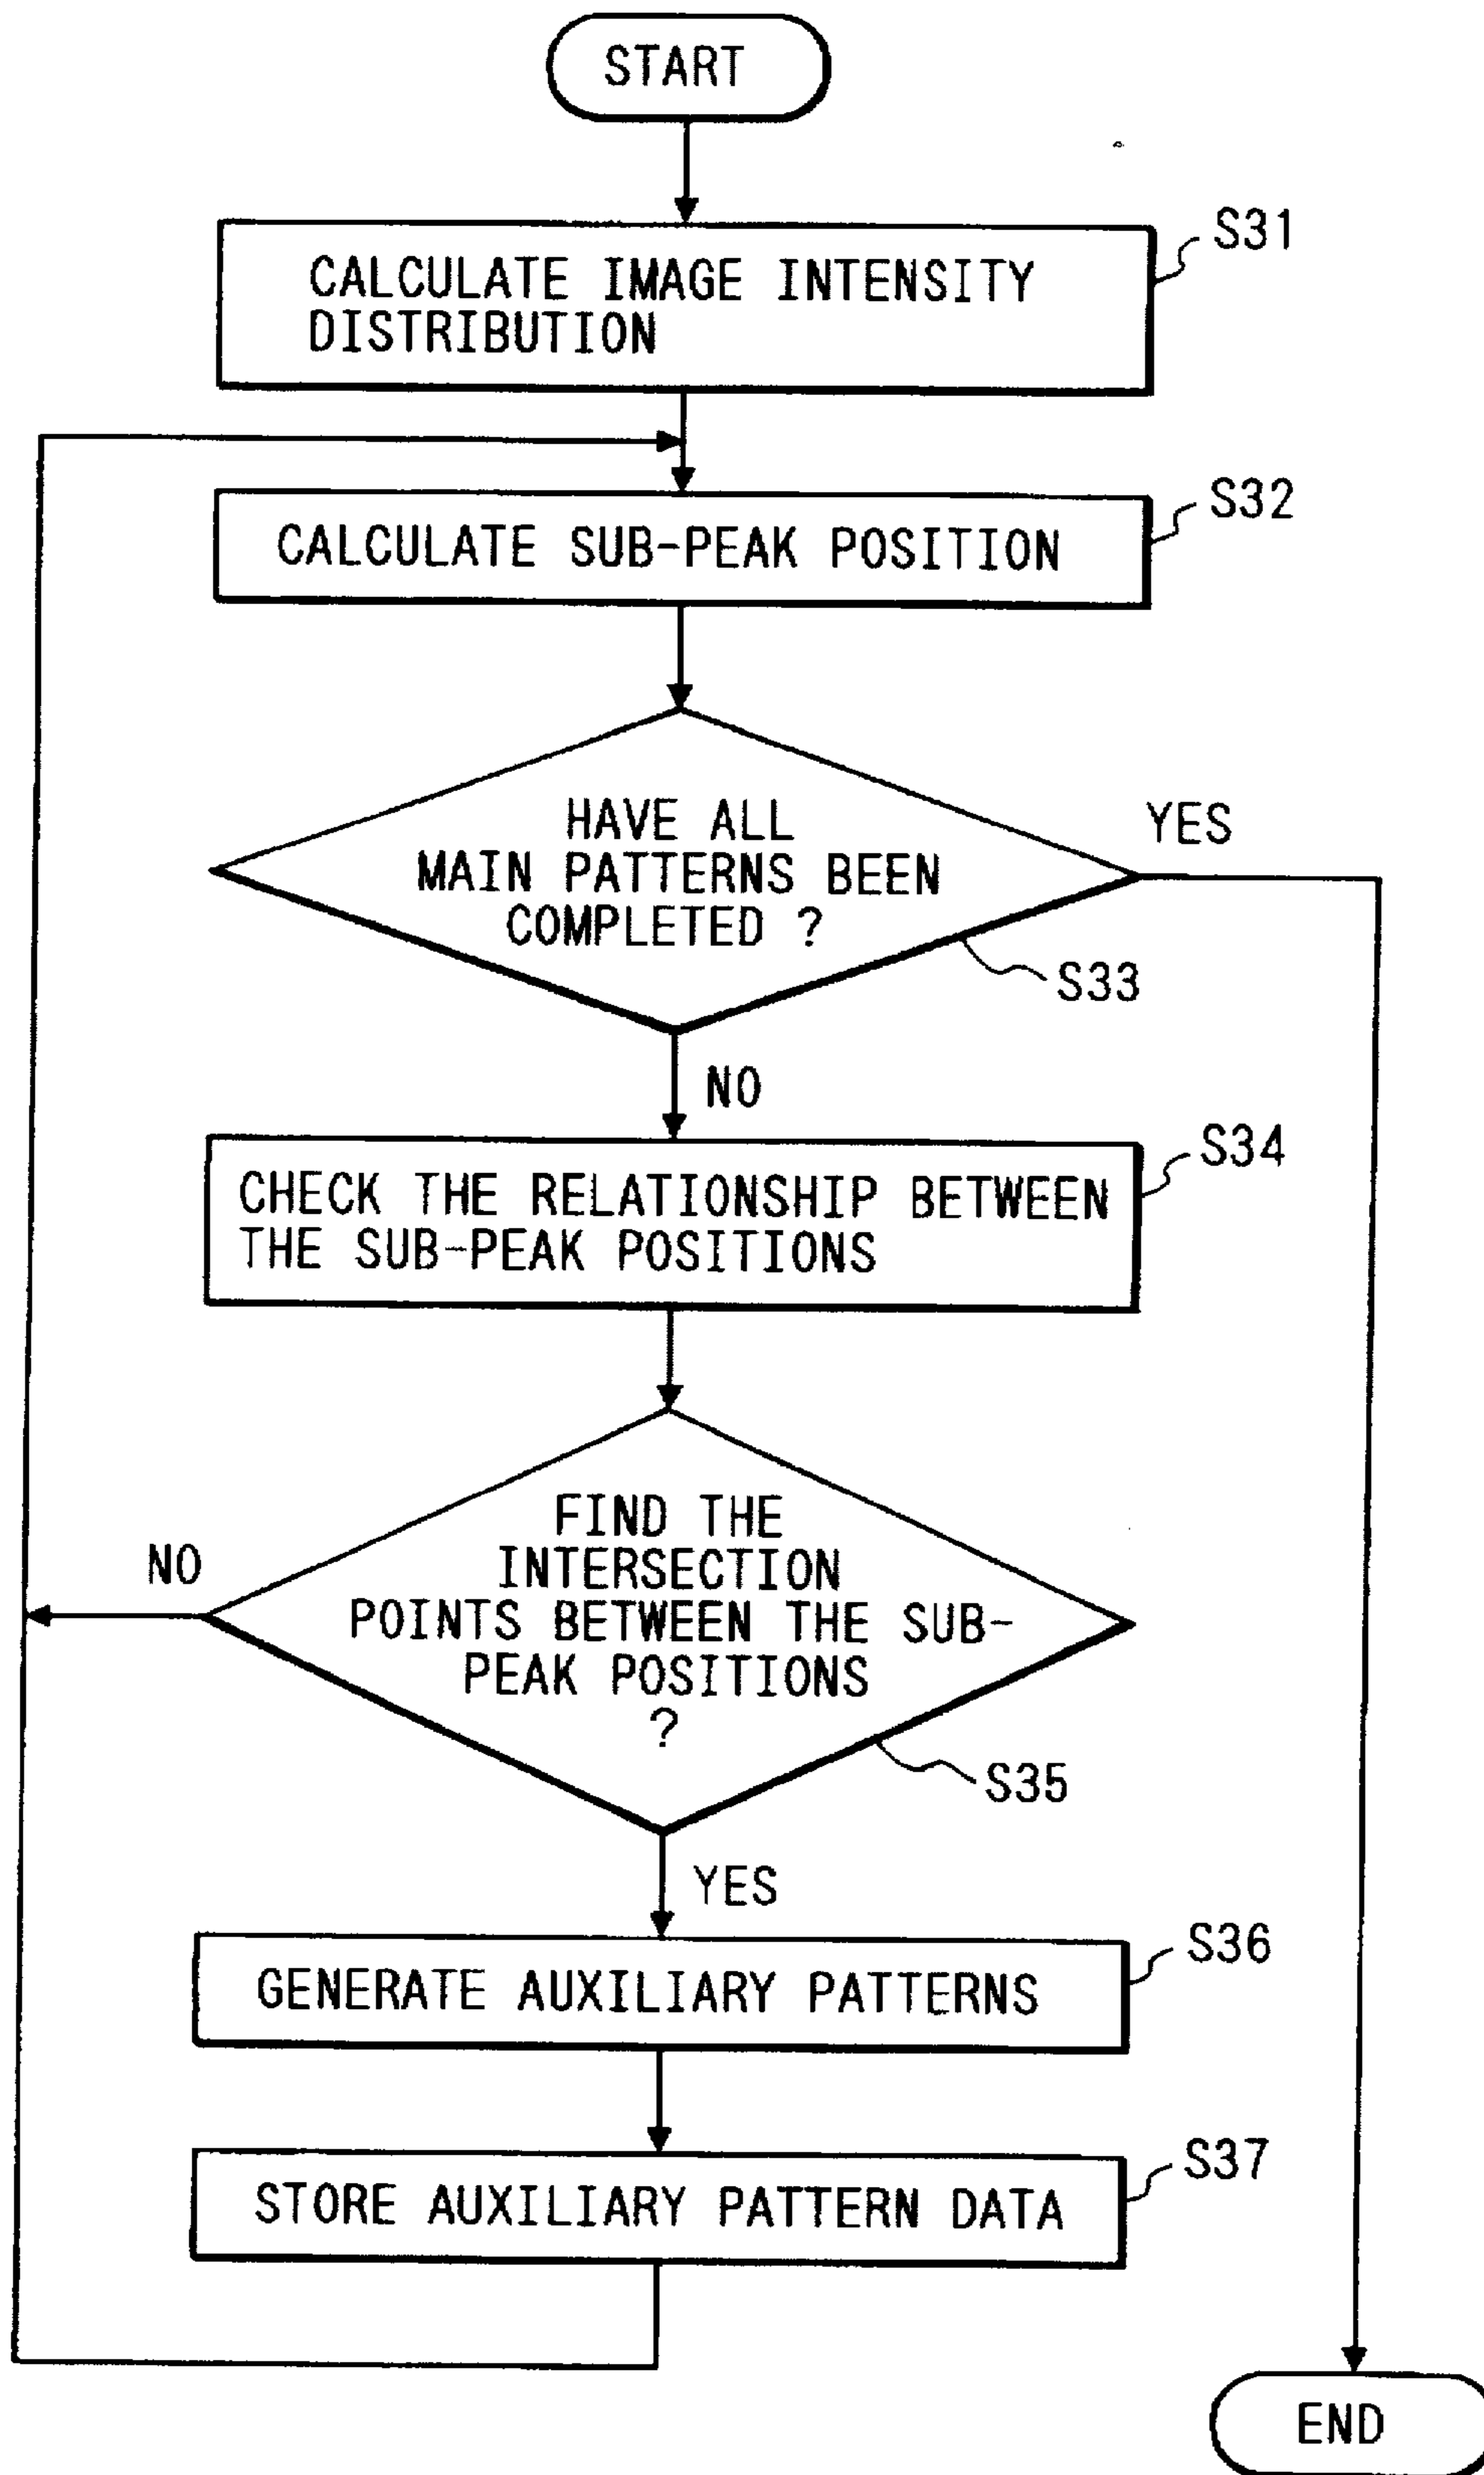 START
S31
CALCULATE IMAGE INTENSITY
DISTRIBUTION
S32
CALCULATE SUB-PEAK POSITION
HAVE ALL
MAIN PATTERNS BEEN
COMPLETED ?
YES
S33
NO
S34
CHECK THE RELATIONSHIP BETWEEN
THE SUB-PEAK POSITIONS
FIND THE
INTERSECTION
POINTS BETWEEN THE SUB-
PEAK POSITIONS
?
NO
S35
YES
S36
GENERATE AUXILIARY PATTERNS
S37
STORE AUXILIARY PATTERN DATA
END